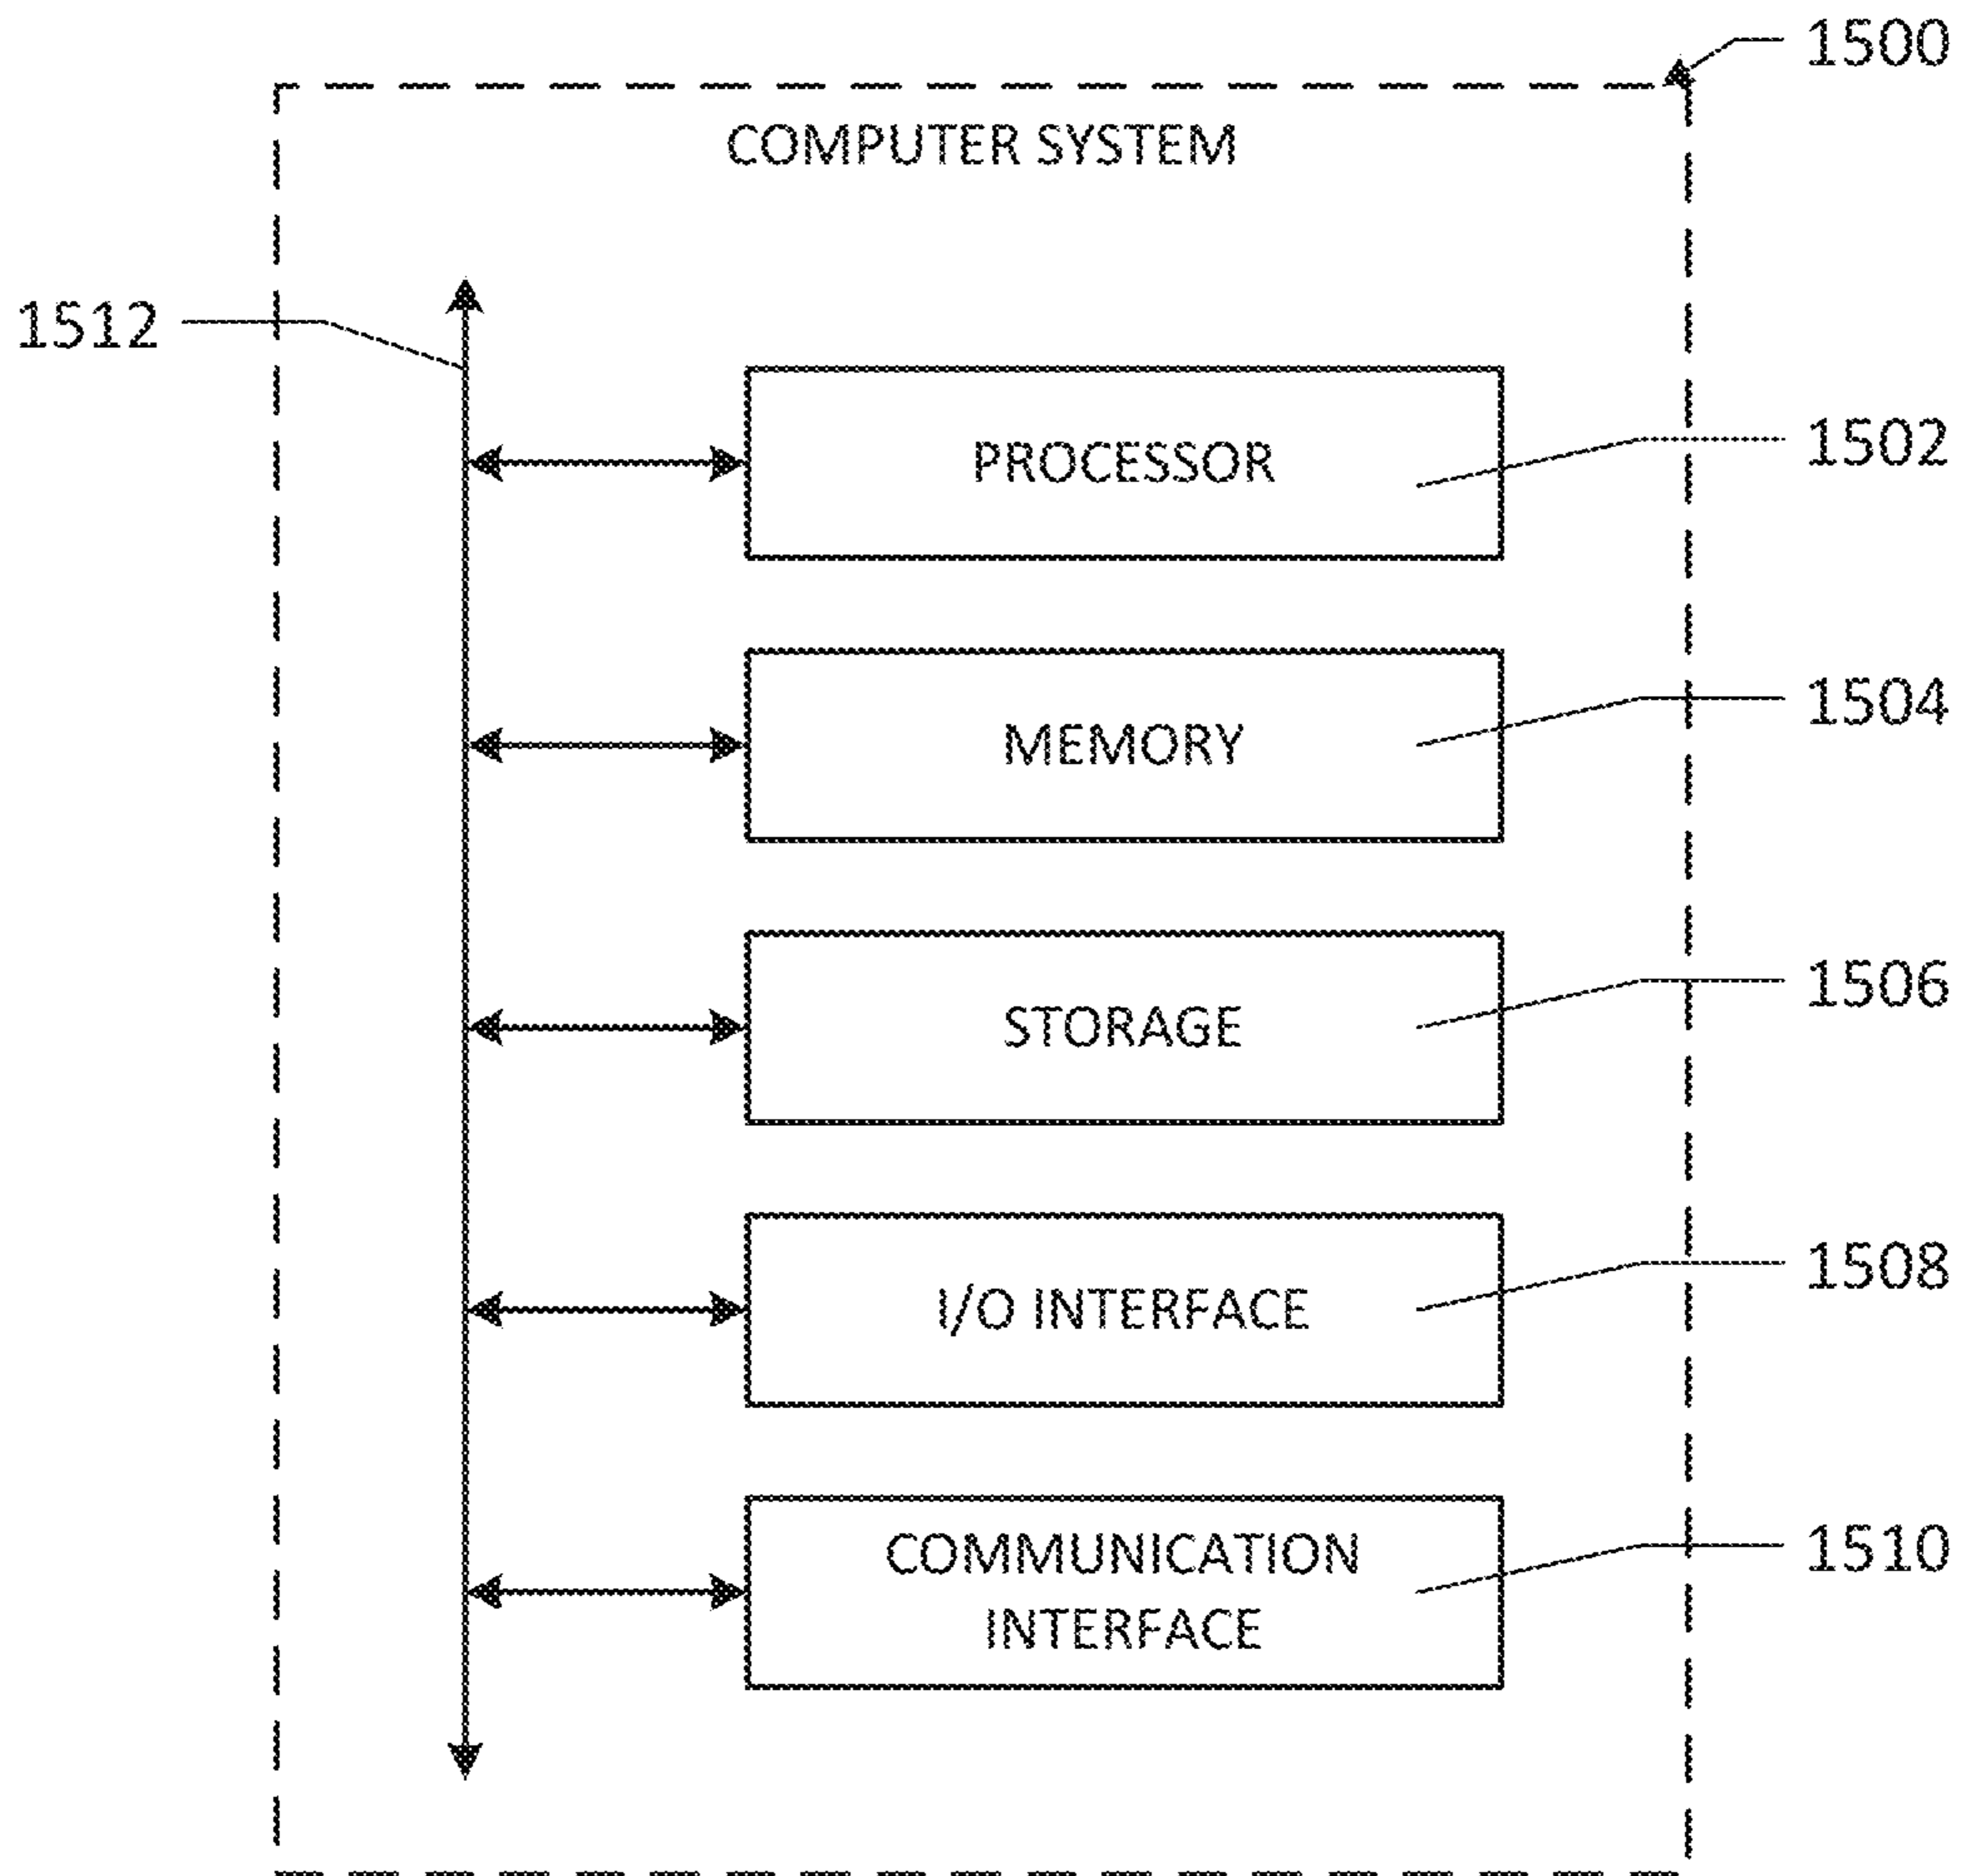 1500
COMPUTER SYSTEM
1512
PROCESSOR
1502
MEMORY
1504
STORAGE
1506
I/O INTERFACE
1508
COMMUNICATION
INTERFACE
1510